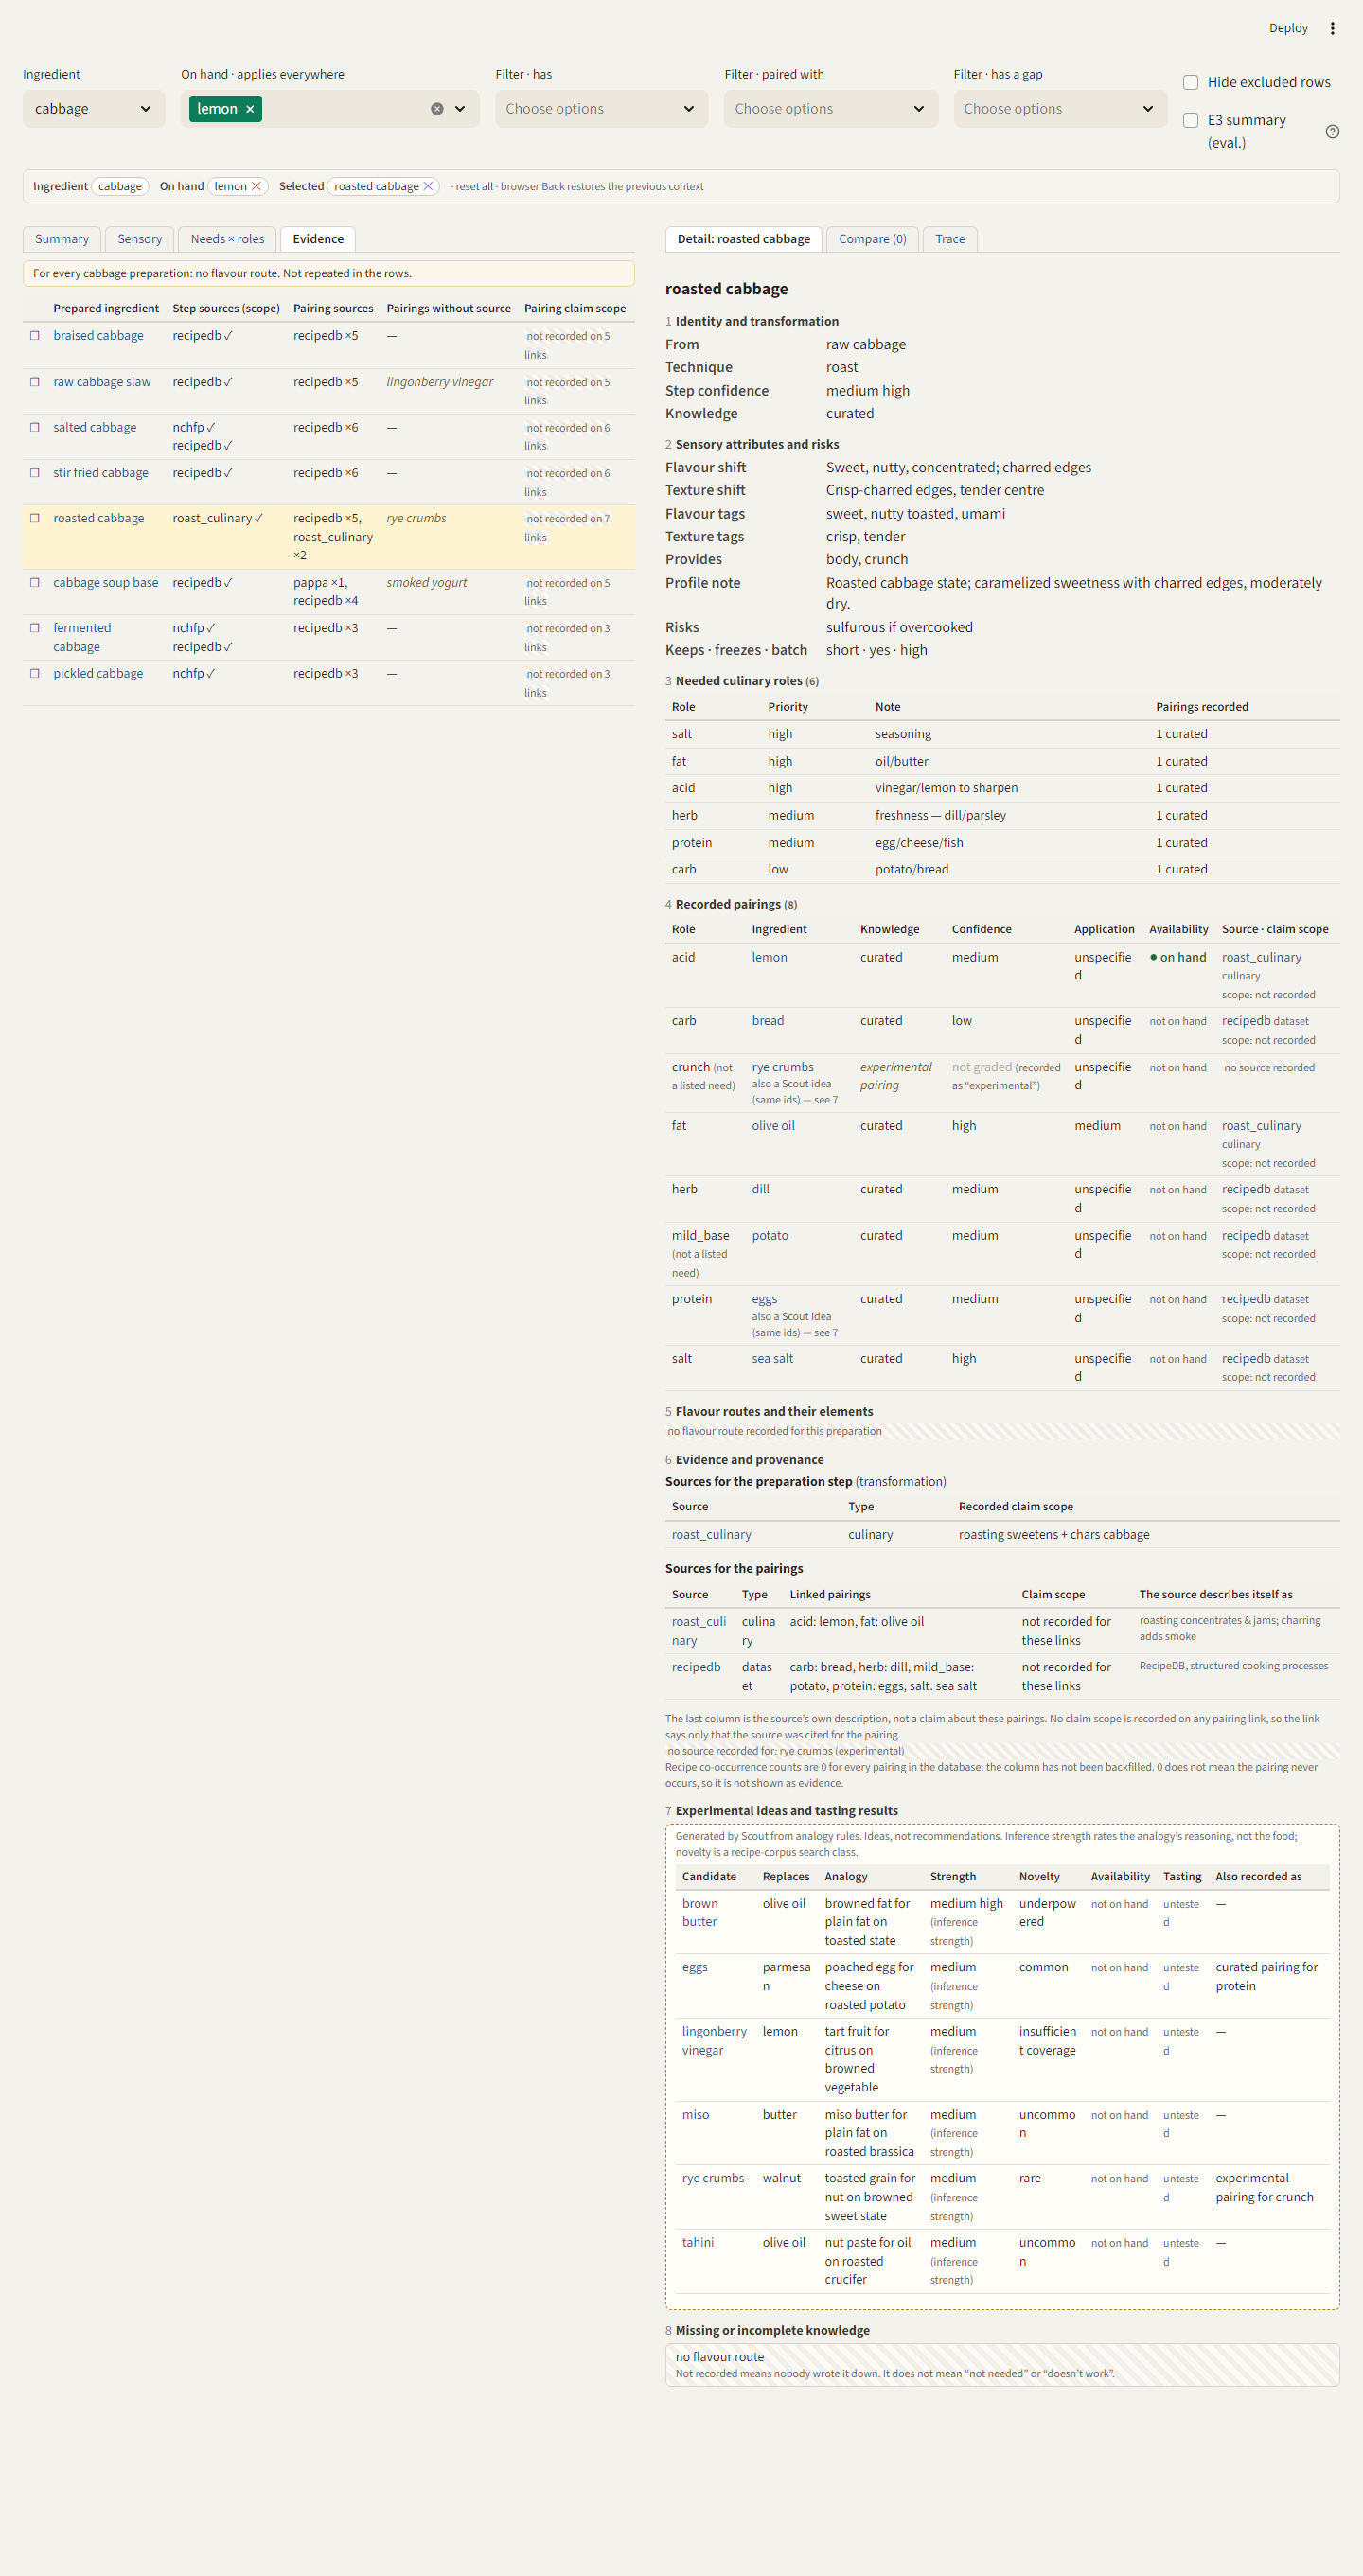 Deploy
Ingredient
On hand · applies everywhere
Filter · has
Filter · paired with
Filter · has a gap
cabbage
lemon ×
Choose options
Choose options
Choose options
Hide excluded rows
E3 summary
(eval.)
Ingredient cabbage On hand lemon × Selected roasted cabbage × · reset all · browser Back restores the previous context
Summary
Sensory
Needs × roles
Evidence
For every cabbage preparation: no flavour route. Not repeated in the rows.
Prepared ingredient Step sources (scope) Pairing sources Pairings without source Pairing claim scope
braised cabbage recipedb ✓ recipedb ×5 — not recorded on 5
links
raw cabbage slaw recipedb ✓ recipedb ×5 lingonberry vinegar not recorded on 5
links
salted cabbage nchfp ✓ recipedb ×6 — not recorded on 6
recipedb ✓ links
stir fried cabbage recipedb ✓ recipedb ×6 — not recorded on 6
links
roasted cabbage roast_culinary ✓ recipedb ×5, rye crumbs not recorded on 7
roast_culinary links
×2
cabbage soup base recipedb ✓ pappa ×1, smoked yogurt not recorded on 5
recipedb ×4 links
fermented nchfp ✓ recipedb ×3 — not recorded on 3
cabbage recipedb ✓ links
pickled cabbage nchfp ✓ recipedb ×3 — not recorded on 3
links
Detail: roasted cabbage
Compare (0)
Trace
roasted cabbage
1 Identity and transformation
From raw cabbage
Technique roast
Step confidence medium high
Knowledge curated
2 Sensory attributes and risks
Flavour shift Sweet, nutty, concentrated; charred edges
Texture shift Crisp-charred edges, tender centre
Flavour tags sweet, nutty toasted, umami
Texture tags crisp, tender
Provides body, crunch
Profile note Roasted cabbage state; caramelized sweetness with charred edges, moderately
dry.
Risks sulfurous if overcooked
Keeps · freezes · batch short · yes · high
3 Needed culinary roles (6)
Role Priority Note Pairings recorded
salt high seasoning 1 curated
fat high oil/butter 1 curated
acid high vinegar/lemon to sharpen 1 curated
herb medium freshness — dill/parsley 1 curated
protein medium egg/cheese/fish 1 curated
carb low potato/bread 1 curated
4 Recorded pairings (8)
Role Ingredient Knowledge Confidence Application Availability Source · claim scope
acid lemon curated medium unspecifie ● on hand roast_culinary
d culinary
scope: not recorded
carb bread curated low unspecifie not on hand recipedb dataset
d scope: not recorded
crunch (not rye crumbs experimental not graded (recorded unspecifie not on hand no source recorded
a listed need) also a Scout idea pairing as “experimental”) d
(same ids) — see 7
fat olive oil curated high medium not on hand roast_culinary
culinary
scope: not recorded
herb dill curated medium unspecifie not on hand recipedb dataset
d scope: not recorded
mild_base potato curated medium unspecifie not on hand recipedb dataset
(not a listed d scope: not recorded
need)
protein eggs curated medium unspecifie not on hand recipedb dataset
also a Scout idea d scope: not recorded
(same ids) — see 7
salt sea salt curated high unspecifie not on hand recipedb dataset
d scope: not recorded
5 Flavour routes and their elements
no flavour route recorded for this preparation
6 Evidence and provenance
Sources for the preparation step (transformation)
Source Type Recorded claim scope
roast_culinary culinary roasting sweetens + chars cabbage
Sources for the pairings
Source Type Linked pairings Claim scope The source describes itself as
roast_culi culina acid: lemon, fat: olive oil not recorded for roasting concentrates & jams; charring
nary ry these links adds smoke
recipedb datas carb: bread, herb: dill, mild_base: not recorded for RecipeDB, structured cooking processes
et potato, protein: eggs, salt: sea salt these links
The last column is the source's own description, not a claim about these pairings. No claim scope is recorded on any pairing link, so the link
says only that the source was cited for the pairing.
no source recorded for: rye crumbs (experimental)
Recipe co-occurrence counts are 0 for every pairing in the database: the column has not been backfilled. 0 does not mean the pairing never
occurs, so it is not shown as evidence.
7 Experimental ideas and tasting results
Generated by Scout from analogy rules. Ideas, not recommendations. Inference strength rates the analogy's reasoning, not the food;
novelty is a recipe-corpus search class.
Candidate Replaces Analogy Strength Novelty Availability Tasting Also recorded as
brown olive oil browned fat for medium high underpow not on hand unteste —
butter plain fat on (inference ered d
toasted state strength)
eggs parmesa poached egg for medium common not on hand unteste curated pairing for
n cheese on (inference d protein
roasted potato strength)
lingonberry lemon tart fruit for medium insufficien not on hand unteste —
vinegar citrus on (inference t coverage d
browned strength)
vegetable
miso butter miso butter for medium uncommo not on hand unteste —
plain fat on (inference n d
roasted brassica strength)
rye crumbs walnut toasted grain for medium rare not on hand unteste experimental
nut on browned (inference d pairing for crunch
sweet state strength)
tahini olive oil nut paste for oil medium uncommo not on hand unteste —
on roasted (inference n d
crucifer strength)
8 Missing or incomplete knowledge
no flavour route
Not recorded means nobody wrote it down. It does not mean “not needed” or “doesn't work”.